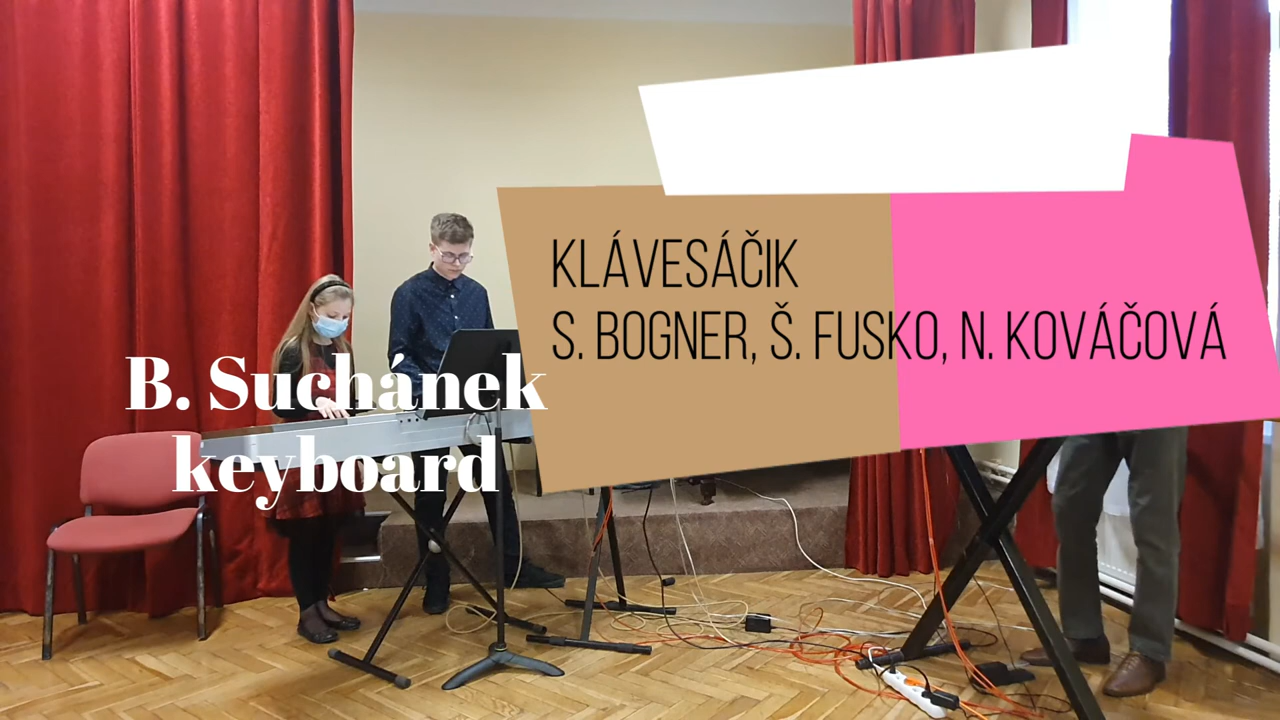 KLÁVESÁČIK
S. BOGNER, Š. FUSKO, N. KOVÁČOVÁ
B. Suchánek
keyboard